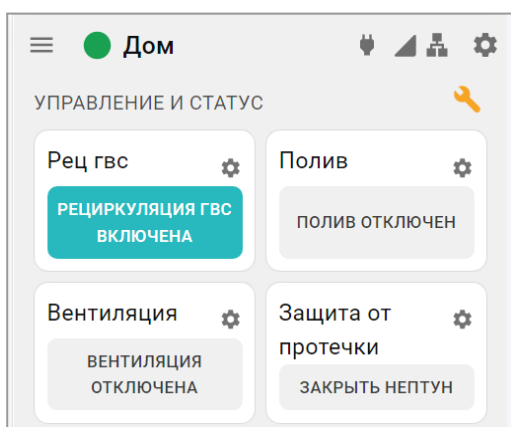 Дом
УПРАВЛЕНИЕ И СТАТУС
Рец гвс
РЕЦИРКУЛЯЦИЯ ГВС
ВКЛЮЧЕНА
Полив
ПОЛИВ ОТКЛЮЧЕН
Вентиляция
ВЕНТИЛЯЦИЯ
ОТКЛЮЧЕНА
Защита от
протечки
ЗАКРЫТЬ НЕПТУН